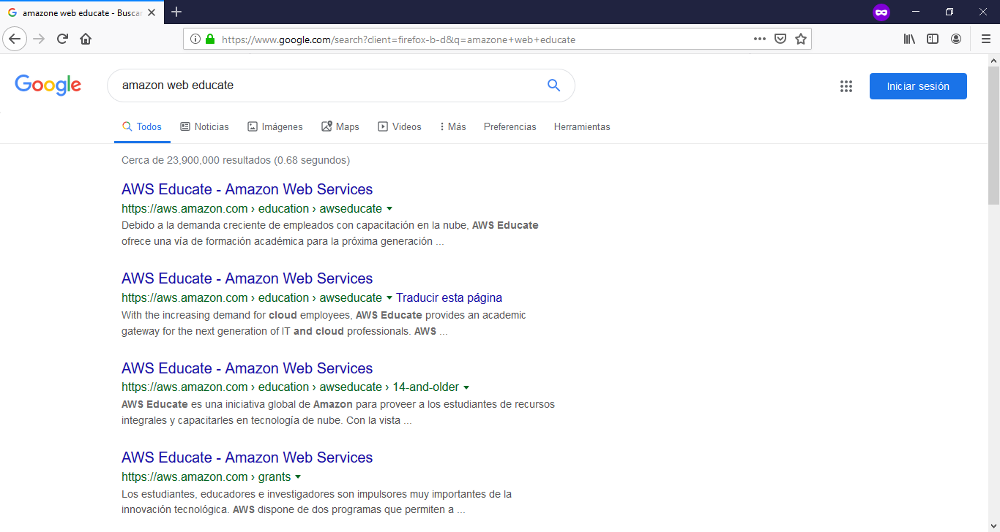 amazone web educate - Buscar
https://www.google.com/search?client=firefox-b-d&q=amazone+web+educate
Google
amazon web educate
Iniciar sesión
Todos Noticias Imágenes Maps Videos Más Preferencias Herramientas
Cerca de 23,900,000 resultados (0.68 segundos)
AWS Educate - Amazon Web Services
https://aws.amazon.com › education › awseducate
Debido a la demanda creciente de empleados con capacitación en la nube, AWS Educate
ofrece una vía de formación académica para la próxima generación ...
AWS Educate - Amazon Web Services
https://aws.amazon.com › education › awseducate Traducir esta página
With the increasing demand for cloud employees, AWS Educate provides an academic
gateway for the next generation of IT and cloud professionals. AWS ...
AWS Educate - Amazon Web Services
https://aws.amazon.com › education › awseducate › 14-and-older
AWS Educate es una iniciativa global de Amazon para proveer a los estudiantes de recursos
integrales y capacitarles en tecnología de nube. Con la vista ...
AWS Educate - Amazon Web Services
https://aws.amazon.com › grants
Los estudiantes, educadores e investigadores son impulsores muy importantes de la
innovación tecnológica. AWS dispone de dos programas que permiten a ...